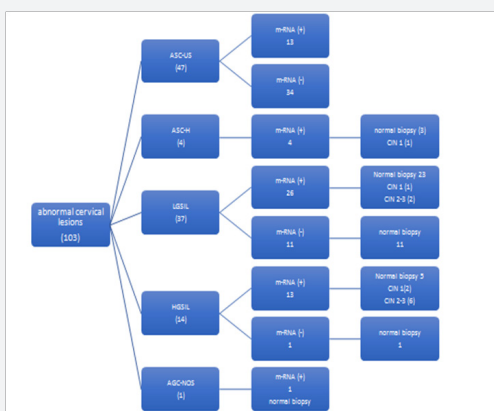 abnormal cervical
lesions
(103)
ASC-US
(47)
m-RNA (+)
13
m-RNA (-)
34
ASC-H
(4)
m-RNA (+)
4
normal biopsy (3)
CIN 1 (1)
LGSIL
(37)
m-RNA (+)
26
Normal biopsy 23
CIN 1 (1)
CIN 2-3 (2)
m-RNA (-)
11
normal biopsy
11
HGSIL
(14)
m-RNA (+)
13
Normal biopsy 5
CIN 1(2)
CIN 2-3 (6)
m-RNA (-)
1
normal biopsy
1
AGC-NOS
(1)
m-RNA (+)
1
normal biopsy